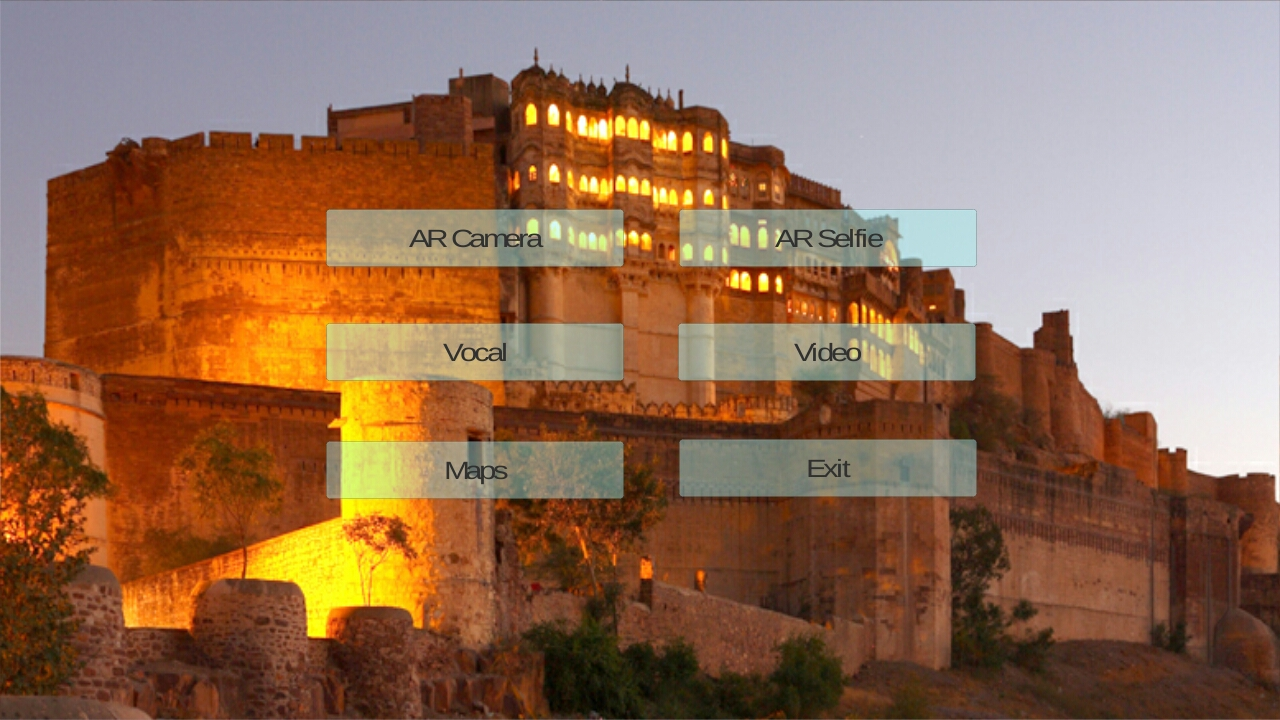 AR Camera
AR Selfie
Vocal
Video
Maps
Exit